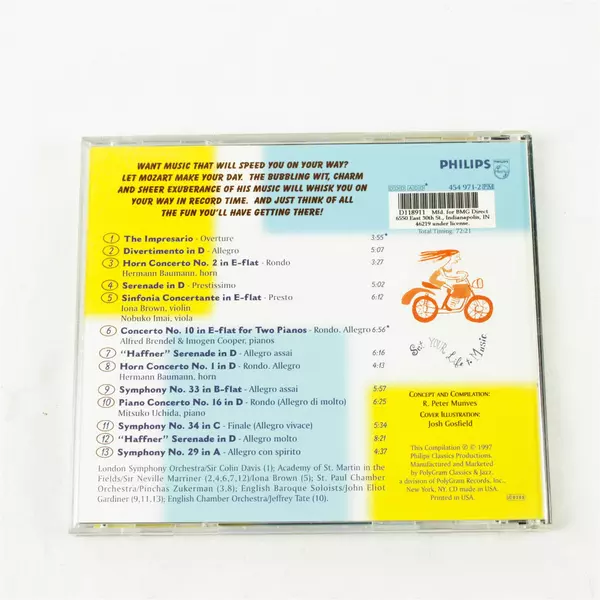 WANT MUSIC THAT WILL SPEED YOU ON YOUR WAY?
LET MOZART MAKE YOUR DAY. THE BUBBLING WIT, CHARM
AND SHEER EXUBERANCE OF HIS MUSIC WILL WHISK YOU ON
YOUR WAY IN RECORD TIME. AND JUST THINK OF ALL
THE FUN YOU'LL HAVE GETTING THERE!
PHILIPS
PHILIPS
454 971-2
D118911 Mfd. for BMG Direct
6550 East 30th St., Indianapolis, IN
46219 under license.
Total Timing: 72:21
1 The Impresario - Overture 3:55*
2 Divertimento in D - Allegro 5:07
3 Horn Concerto No. 2 in E-flat - Rondo 3:27
Hermann Baumann, horn
4 Serenade in D - Prestissimo 5:02
5 Sinfonia Concertante in E-flat - Presto 6:12
Iona Brown, violin
Nobuko Imai, viola
6 Concerto No. 10 in E-flat for Two Pianos - Rondo. Allegro 6:56*
Alfred Brendel & Imogen Cooper, pianos
7 "Haffner" Serenade in D - Allegro assai 6:16
8 Horn Concerto No. 1 in D - Rondo. Allegro 4:13
Hermann Baumann, horn
9 Symphony No. 33 in B-flat - Allegro assai 5:57
10 Piano Concerto No. 16 in D - Rondo (Allegro di molto) 6:25
Mitsuko Uchida, piano
11 Symphony No. 34 in C - Finale (Allegro vivace) 5:34
12 "Haffner" Serenade in D - Allegro molto 8:21
13 Symphony No. 29 in A - Allegro con spirito 4:37
London Symphony Orchestra/Sir Colin Davis (1); Academy of St. Martin in the
Fields/Sir Neville Marriner (2,4,6,7,12)/Iona Brown (5); St. Paul Chamber
Orchestra/Pinchas Zukerman (3,8); English Baroque Soloists/John Eliot
Gardiner (9,11,13); English Chamber Orchestra/Jeffrey Tate (10).
Set YOUR Life to Music
CONCEPT AND COMPILATION:
R. Peter Munves
COVER ILLUSTRATION:
Josh Gosfield
This Compilation ℗ © 1997
Philips Classics Productions.
Manufactured and Marketed
by PolyGram Classics & Jazz,
a division of PolyGram Records, Inc.,
New York, NY. CD made in USA.
Printed in USA.